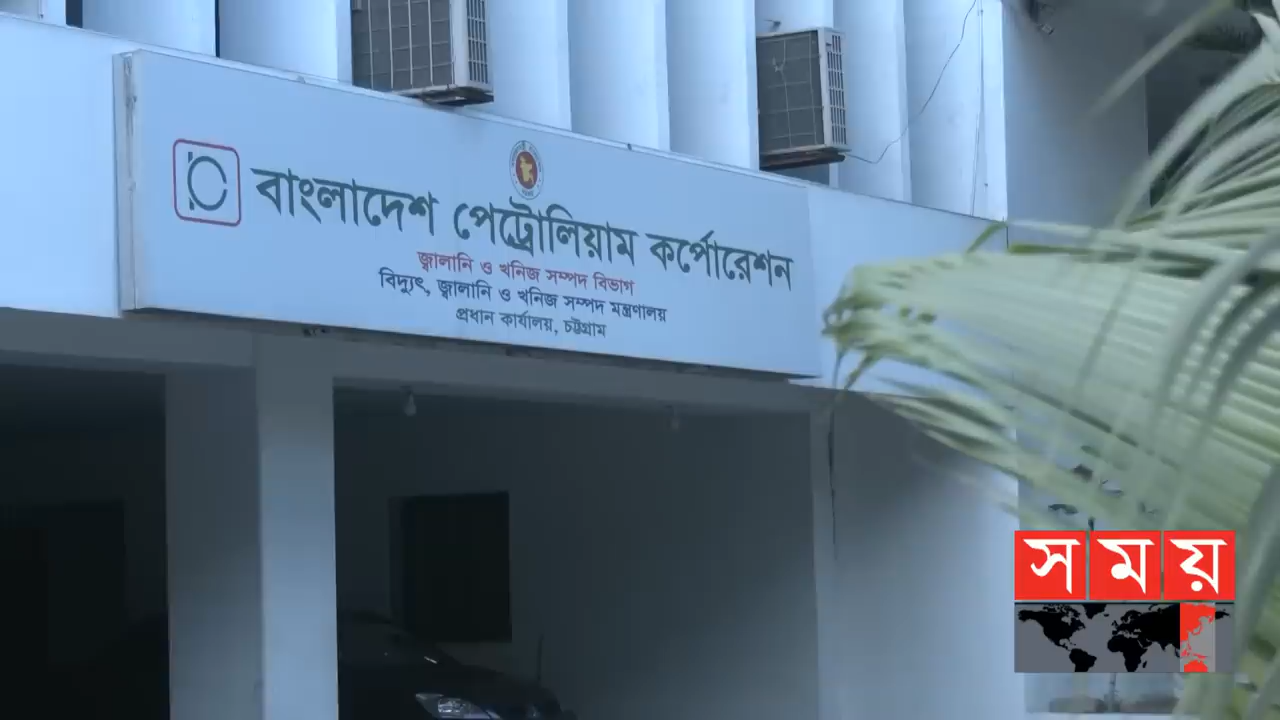 বাংলাদেশ পেট্রোলিয়াম কর্পোরেশন
জ্বালানি ও খনিজ সম্পদ বিভাগ
বিদ্যুৎ, জ্বালানি ও খনিজ সম্পদ মন্ত্রণালয়
প্রধান কার্যালয়, চট্টগ্রাম
সময়